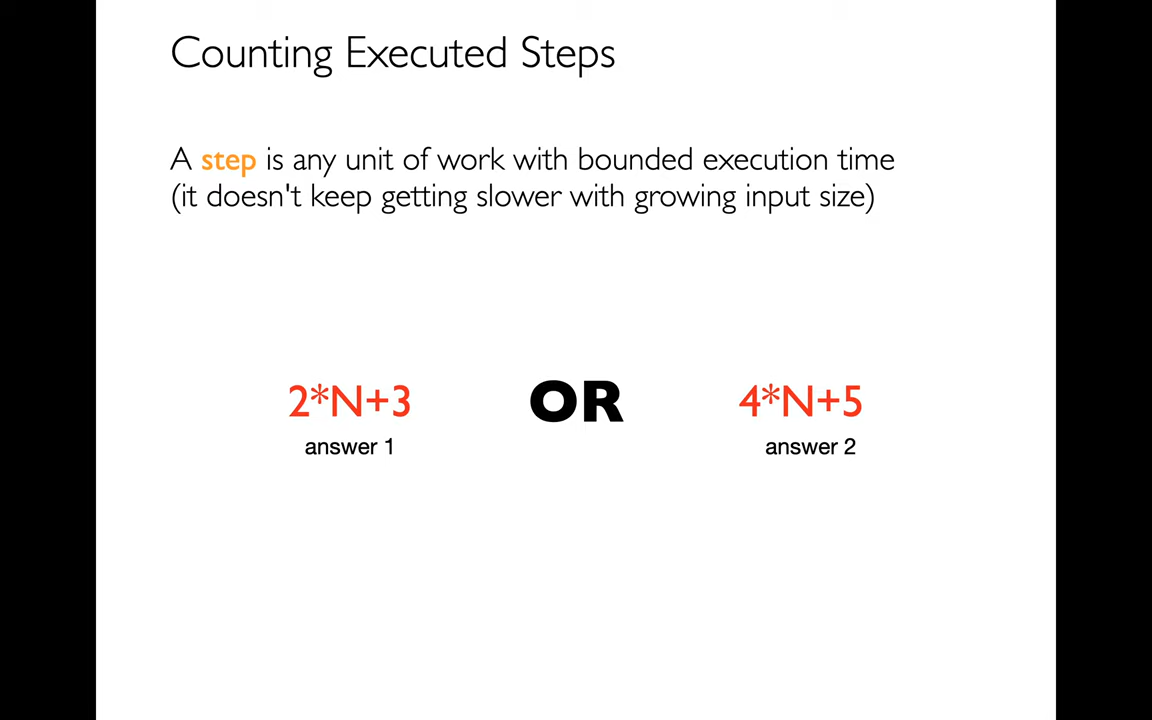 Counting Executed Steps
A step is any unit of work with bounded execution time
(it doesn't keep getting slower with growing input size)
2*N+3 OR 4*N+5
answer 1 answer 2